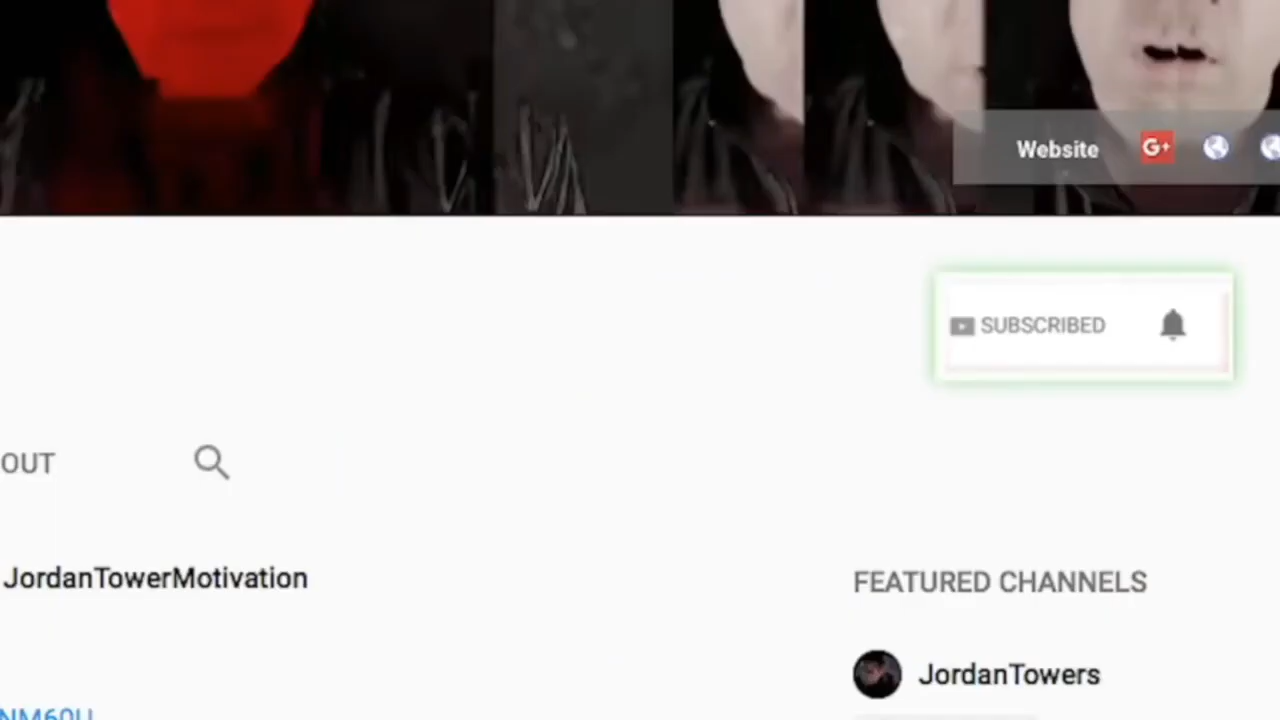 Website G+
SUBSCRIBED
OUT
JordanTowerMotivation
FEATURED CHANNELS
JordanTowers